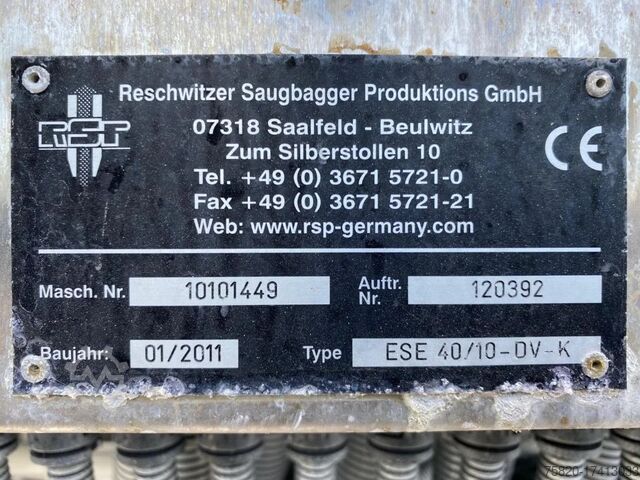 RSP
Reschwitzer Saugbagger Produktions GmbH
07318 Saalfeld - Beulwitz
Zum Silberstollen 10
Tel. +49 (0) 3671 5721-0
Fax +49 (0) 3671 5721-21
Web: www.rsp-germany.com
CE
Masch. Nr. 10101449 Auftr. Nr. 120392
Baujahr: 01/2011 Type ESE 40/10-DV-K
75820-17413093